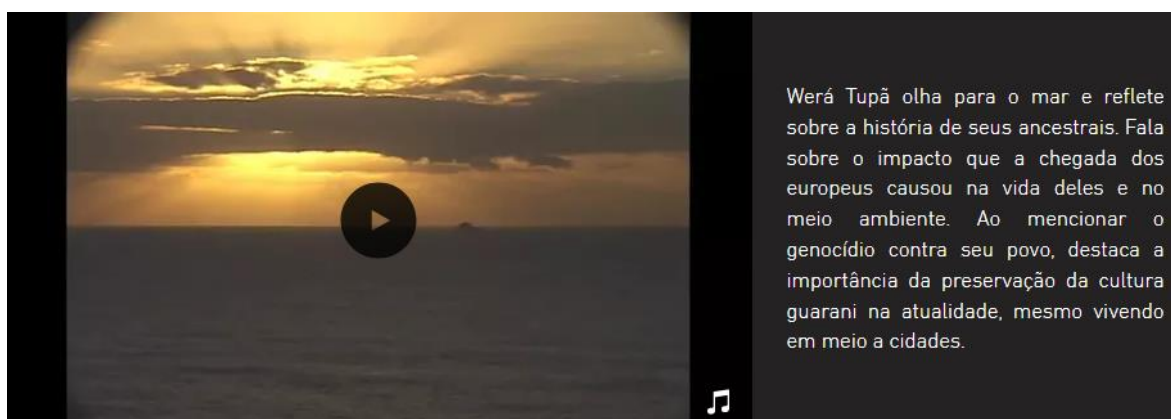 Werá Tupã olha para o mar e reflete
sobre a história de seus ancestrais. Fala
sobre o impacto que a chegada dos
europeus causou na vida deles e no
meio ambiente. Ao mencionar o
genocídio contra seu povo, destaca a
importância da preservação da cultura
guarani na atualidade, mesmo vivendo
em meio a cidades.